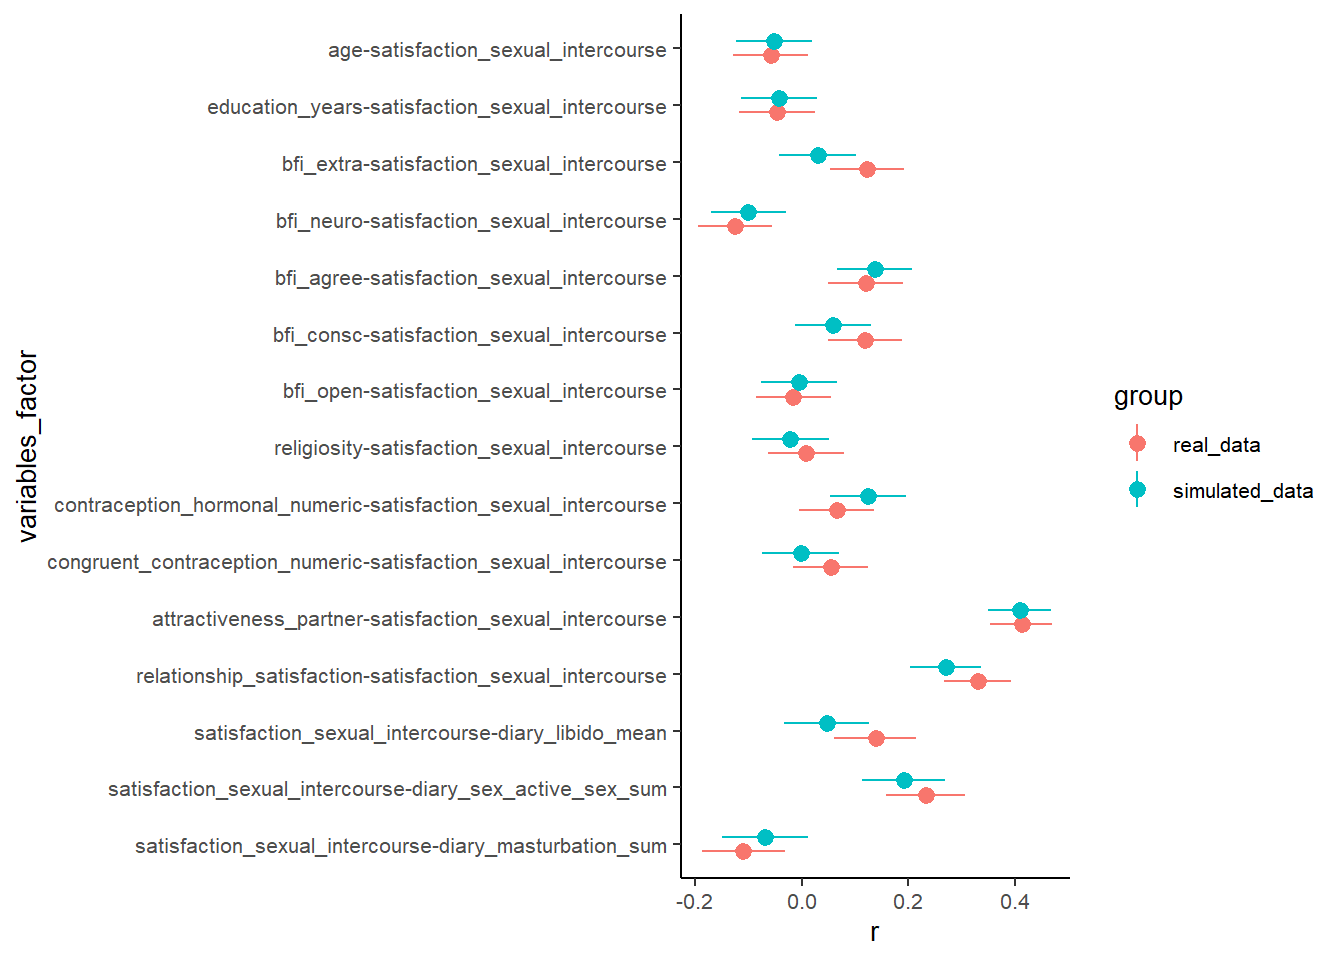 age-satisfaction_sexual_intercourse
education_years-satisfaction_sexual_intercourse
bfi_extra-satisfaction_sexual_intercourse
bfi_neuro-satisfaction_sexual_intercourse
bfi_agree-satisfaction_sexual_intercourse
bfi_consc-satisfaction_sexual_intercourse
bfi_open-satisfaction_sexual_intercourse
religiosity-satisfaction_sexual_intercourse
contraception_hormonal_numeric-satisfaction_sexual_intercourse
congruent_contraception_numeric-satisfaction_sexual_intercourse
attractiveness_partner-satisfaction_sexual_intercourse
relationship_satisfaction-satisfaction_sexual_intercourse
satisfaction_sexual_intercourse-diary_libido_mean
satisfaction_sexual_intercourse-diary_sex_active_sex_sum
satisfaction_sexual_intercourse-diary_masturbation_sum
variables_factor
-0.2 0.0 0.2 0.4
r
group
real_data
simulated_data